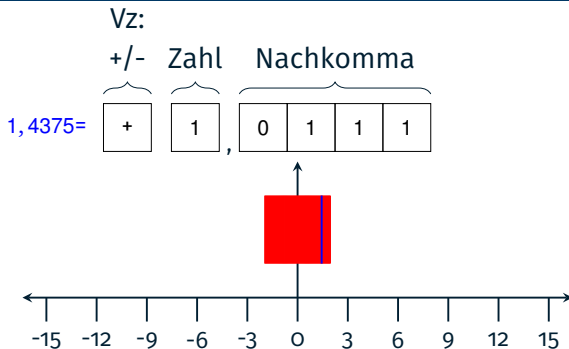 Vz:
+/- Zahl Nachkomma
1,4375= + 1 , 0 1 1 1
-15 -12 -9 -6 -3 0 3 6 9 12 15